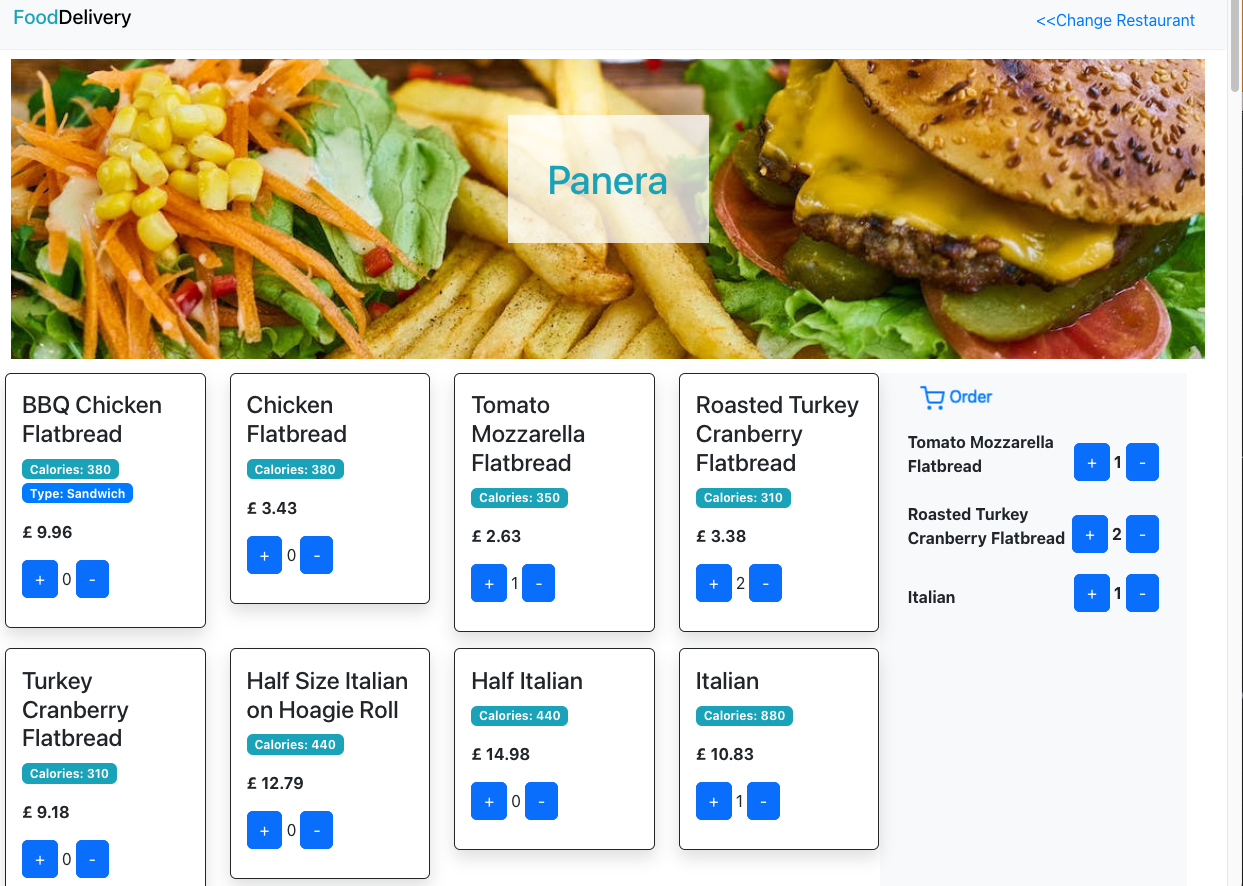 FoodDelivery
<<Change Restaurant
Panera
BBQ Chicken
Flatbread
Calories: 380
Type: Sandwich
£ 9.96
+ 0 -
Chicken
Flatbread
Calories: 380
£ 3.43
+ 0 -
Tomato
Mozzarella
Flatbread
Calories: 350
£ 2.63
+ 1 -
Roasted Turkey
Cranberry
Flatbread
Calories: 310
£ 3.38
+ 2 -
Turkey
Cranberry
Flatbread
Calories: 310
£ 9.18
+ 0 -
Half Size Italian
on Hoagie Roll
Calories: 440
£ 12.79
+ 0 -
Half Italian
Calories: 440
£ 14.98
+ 0 -
Italian
Calories: 880
£ 10.83
+ 1 -
Order
Tomato Mozzarella
Flatbread
+ 1 -
Roasted Turkey
Cranberry Flatbread
+ 2 -
Italian
+ 1 -